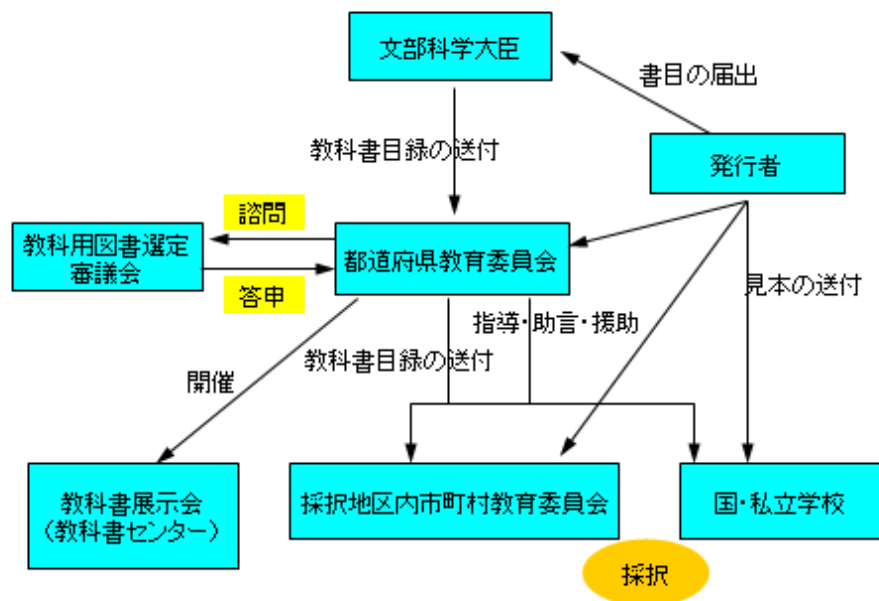 文部科学大臣
書目の届出
教科書目録の送付
発行者
諮問
教科用図書選定
審議会
都道府県教育委員会
答申
見本の送付
指導・助言・援助
教科書目録の送付
開催
教科書展示会
（教科書センター）
採択地区内市町村教育委員会
国・私立学校
採択